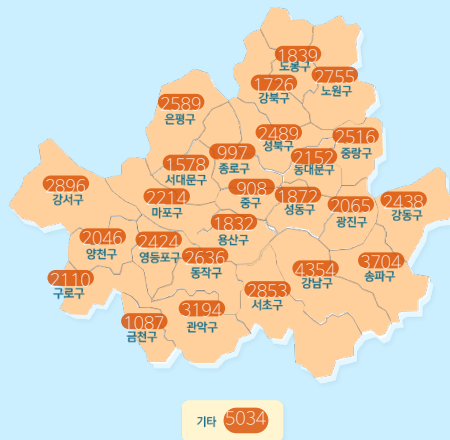 1839
도봉구
1726
강북구
2755
노원구
2589
은평구
2489
성북구
2516
중랑구
997
종로구
2152
동대문구
1578
서대문구
2896
강서구
2214
마포구
908
중구
1872
성동구
2065
광진구
2438
강동구
1832
용산구
2046
양천구
2424
영등포구
2636
동작구
4354
강남구
3704
송파구
2110
구로구
2853
서초구
1087
금천구
3194
관악구
기타 5034